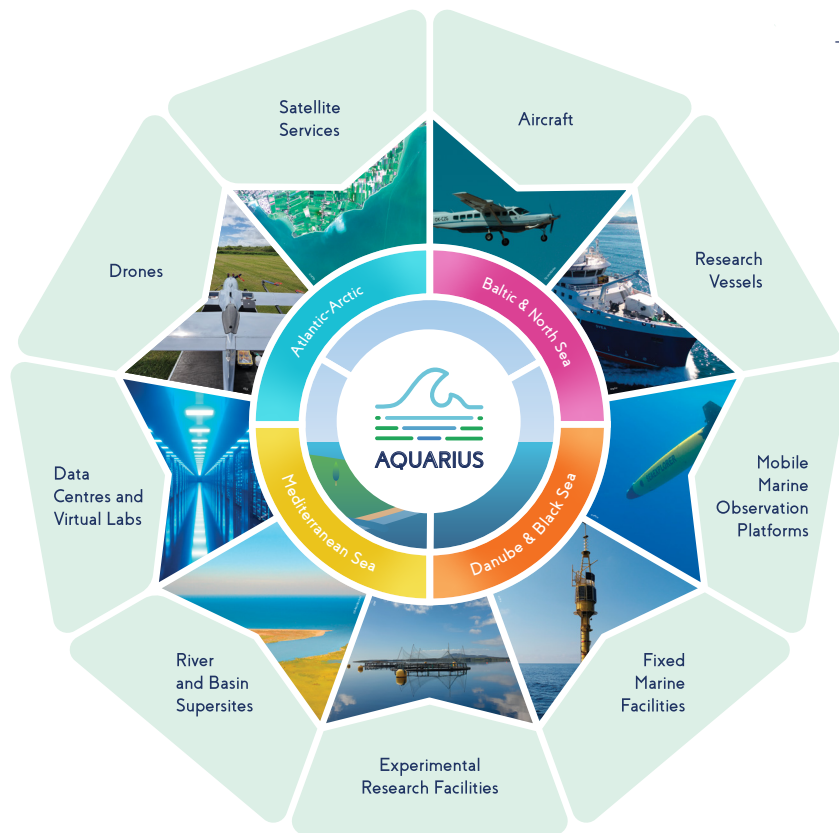 Satellite
Services
Aircraft
Drones
Research
Vessels
Atlantic-Arctic
Baltic & North Sea
AQUARIUS
Data
Centres and
Virtual Labs
Mobile
Marine
Observation
Platforms
Mediterranean Sea
Danube & Black Sea
River
and Basin
Supersites
Fixed
Marine
Facilities
Experimental
Research Facilities